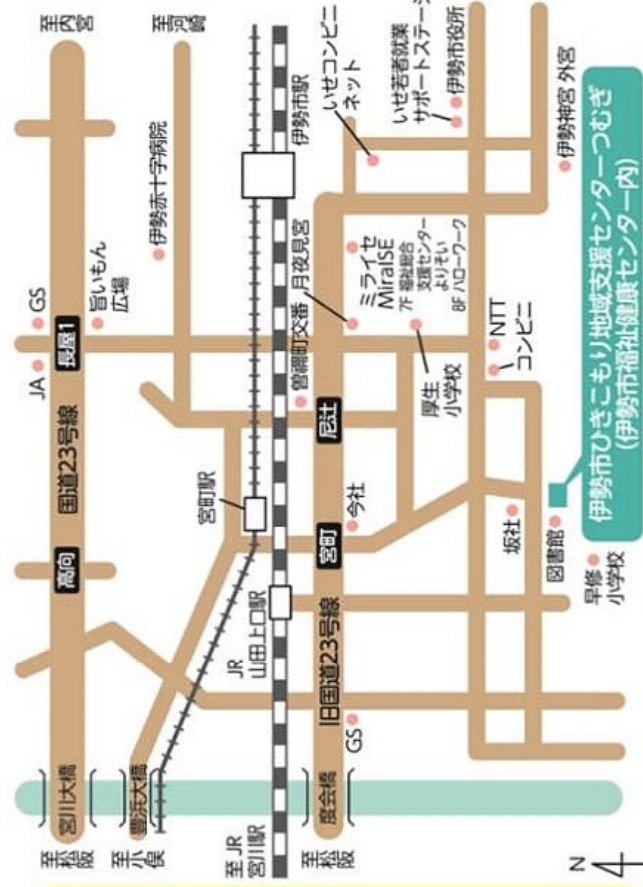 至内宮
至河崎
GS
JA
長屋1
旨いもん
広場
伊勢赤十字病院
国道23号線
高向
宮川大橋
至松阪
豊浜大橋
至小俣
宮町駅
伊勢市駅
JR
山田上口駅
至JR
宮川駅
曽禰町交番
月夜見宮
尼辻
宮町
今社
旧国道23号線
GS
度会橋
至松阪
いせコンビニ
ネット
いせ若者就業
サポートステーシ
伊勢市役所
ミライセ
MiraISE
7F 福祉総合
支援センター
よりそい
8F ハローワーク
厚生
小学校
NTT
コンビニ
伊勢神宮 外宮
坂社
図書館
早修
小学校
伊勢市ひきこもり地域支援センターつむぎ
(伊勢市福祉健康センター内)
N
4